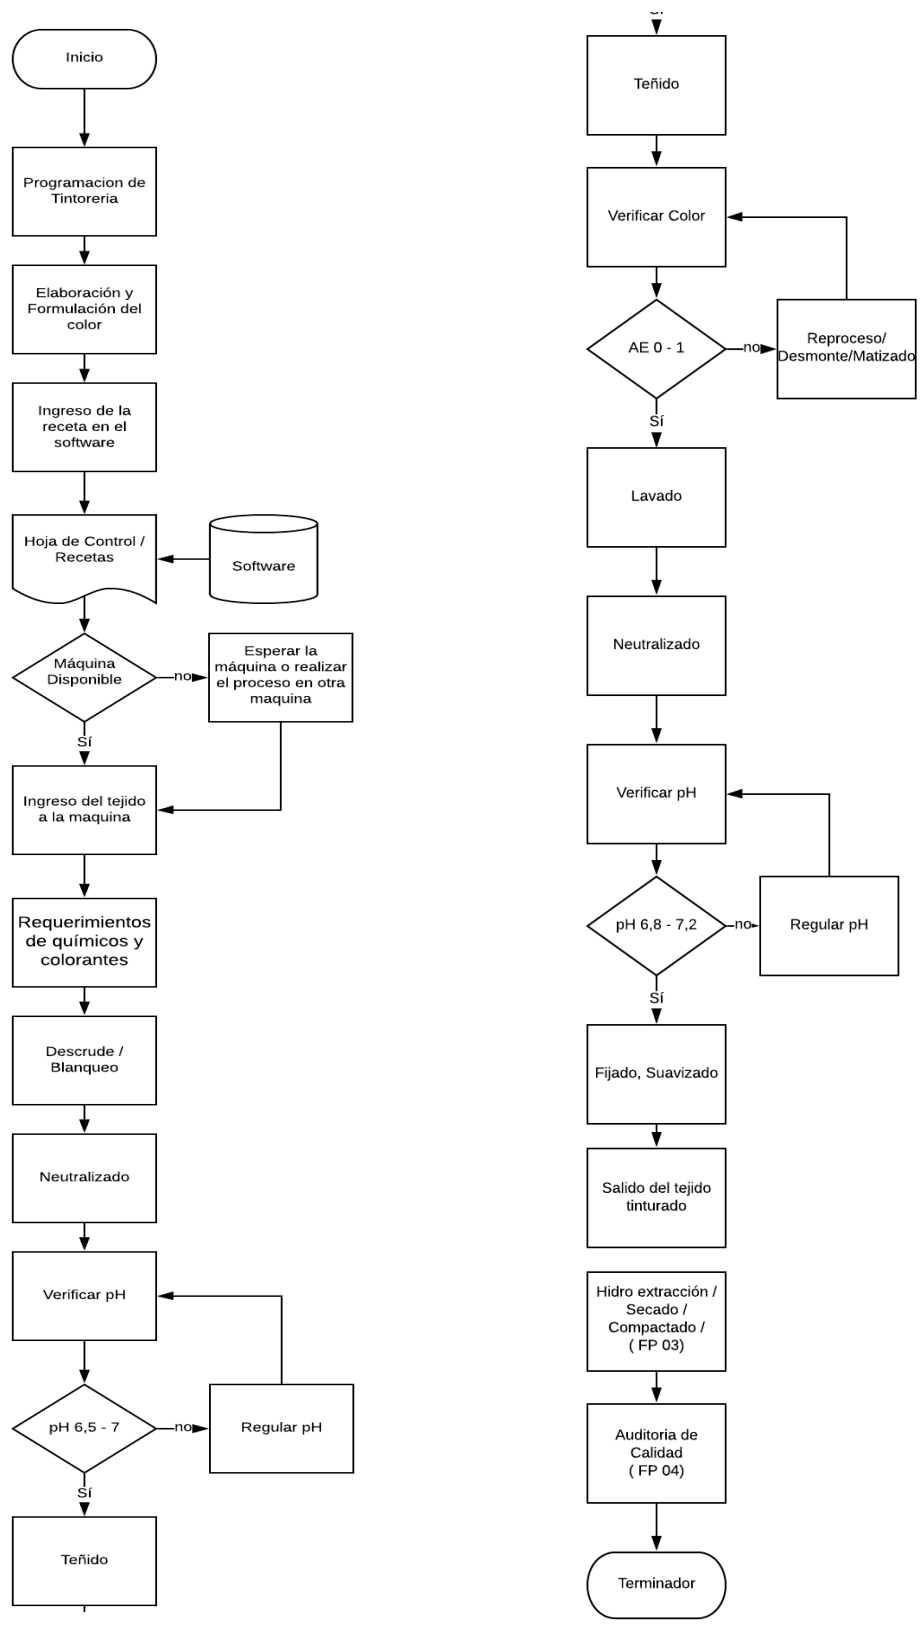 Inicio
Programacion de
Tintoreria
Elaboración y
Formulación del
color
Ingreso de la
receta en el
software
Hoja de Control /
Recetas
Software
Máquina
Disponible
no
Esperar la
máquina o realizar
el proceso en otra
maquina
Sí
Ingreso del tejido
a la maquina
Requerimientos
de químicos y
colorantes
Descrude /
Blanqueo
Neutralizado
Verificar pH
pH 6,5 - 7
no
Regular pH
Sí
Teñido
Sí
Teñido
Verificar Color
AE 0 - 1
no
Reproceso/
Desmonte/Matizado
Sí
Lavado
Neutralizado
Verificar pH
pH 6,8 - 7,2
no
Regular pH
Sí
Fijado, Suavizado
Salido del tejido
tinturado
Hidro extracción /
Secado /
Compactado /
( FP 03)
Auditoria de
Calidad
( FP 04)
Terminador